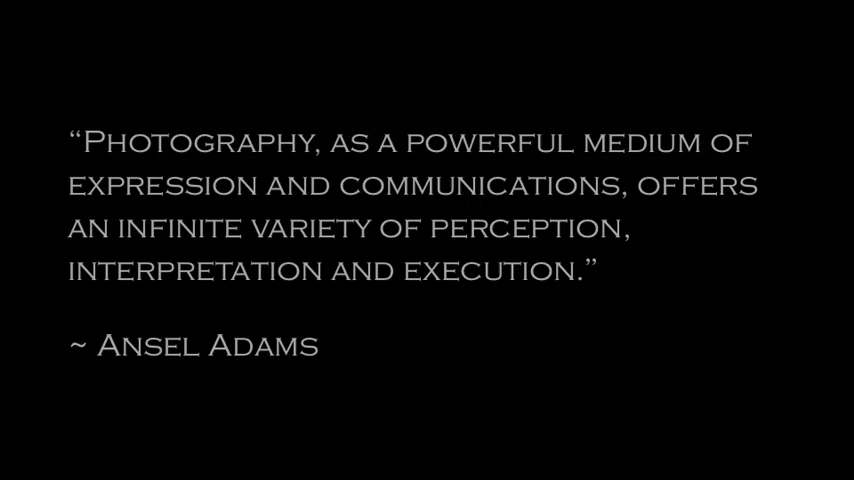 “Photography, as a powerful medium of
expression and communications, offers
an infinite variety of perception,
interpretation and execution.”
~ Ansel Adams